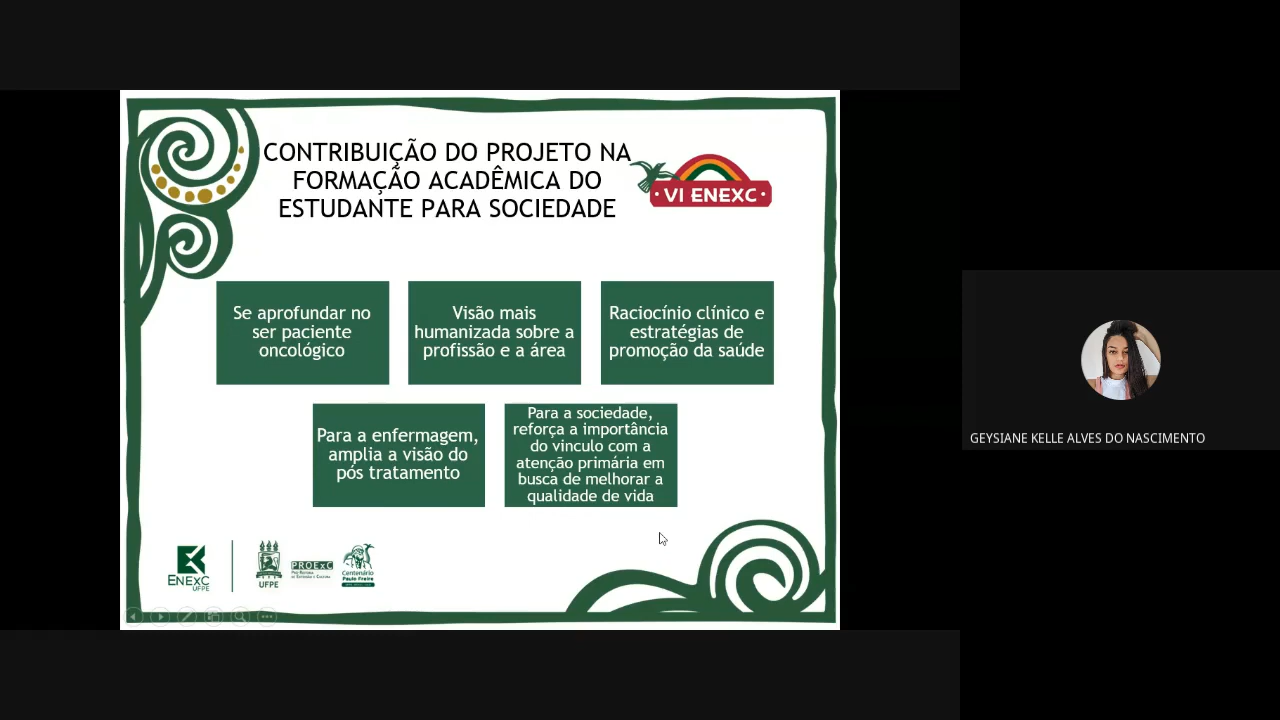 CONTRIBUIÇÃO DO PROJETO NA
FORMAÇÃO ACADÊMICA DO
ESTUDANTE PARA SOCIEDADE
• VI ENEXC •
Se aprofundar no
ser paciente
oncológico
Visão mais
humanizada sobre a
profissão e a área
Raciocínio clínico e
estratégias de
promoção da saúde
Para a enfermagem,
amplia a visão do
pós tratamento
Para a sociedade,
reforça a importância
do vinculo com a
atenção primária em
busca de melhorar a
qualidade de vida
GEYSIANE KELLE ALVES DO NASCIMENTO
ENEXC
UFPE
UFPE
PROExC
Centenário
Paulo Freire